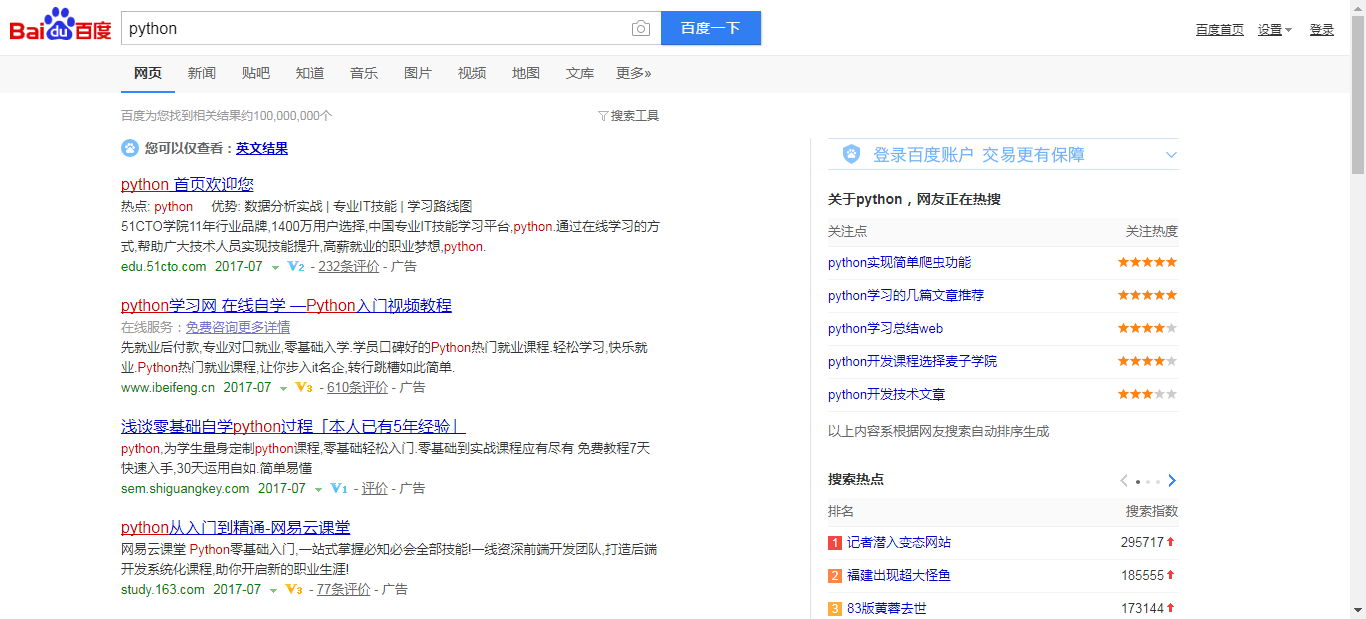 Bai du 百度
python
百度一下
百度首页 设置 登录
网页 新闻 贴吧 知道 音乐 图片 视频 地图 文库 更多»
百度为您找到相关结果约100,000,000个
搜索工具
您可以仅查看：英文结果
python 首页欢迎您
热点: python 优势: 数据分析实战 | 专业IT技能 | 学习路线图
51CTO学院11年行业品牌,1400万用户选择,中国专业IT技能学习平台,python.通过在线学习的方
式,帮助广大技术人员实现技能提升,高薪就业的职业梦想,python.
edu.51cto.com 2017-07 V2 - 232条评价 - 广告
python学习网 在线自学 —Python入门视频教程
在线服务：免费咨询更多详情
先就业后付款,专业对口就业,零基础入学.学员口碑好的Python热门就业课程.轻松学习,快乐就
业.Python热门就业课程,让你步入it名企,转行跳槽如此简单.
www.ibeifeng.cn 2017-07 V3 - 610条评价 - 广告
浅谈零基础自学python过程「本人已有5年经验」
python,为学生量身定制python课程,零基础轻松入门.零基础到实战课程应有尽有 免费教程7天
快速入手,30天运用自如.简单易懂
sem.shiguangkey.com 2017-07 V1 - 评价 - 广告
python从入门到精通-网易云课堂
网易云课堂 Python零基础入门,一站式掌握必知必会全部技能!一线资深前端开发团队,打造后端
开发系统化课程,助你开启新的职业生涯!
study.163.com 2017-07 V3 - 77条评价 - 广告
登录百度账户 交易更有保障
关于python，网友正在热搜
关注点 关注热度
python实现简单爬虫功能
python学习的几篇文章推荐
python学习总结web
python开发课程选择麦子学院
python开发技术文章
以上内容系根据网友搜索自动排序生成
搜索热点
排名 搜索指数
1 记者潜入变态网站 295717
2 福建出现超大怪鱼 185555
3 83版黄蓉去世 173144